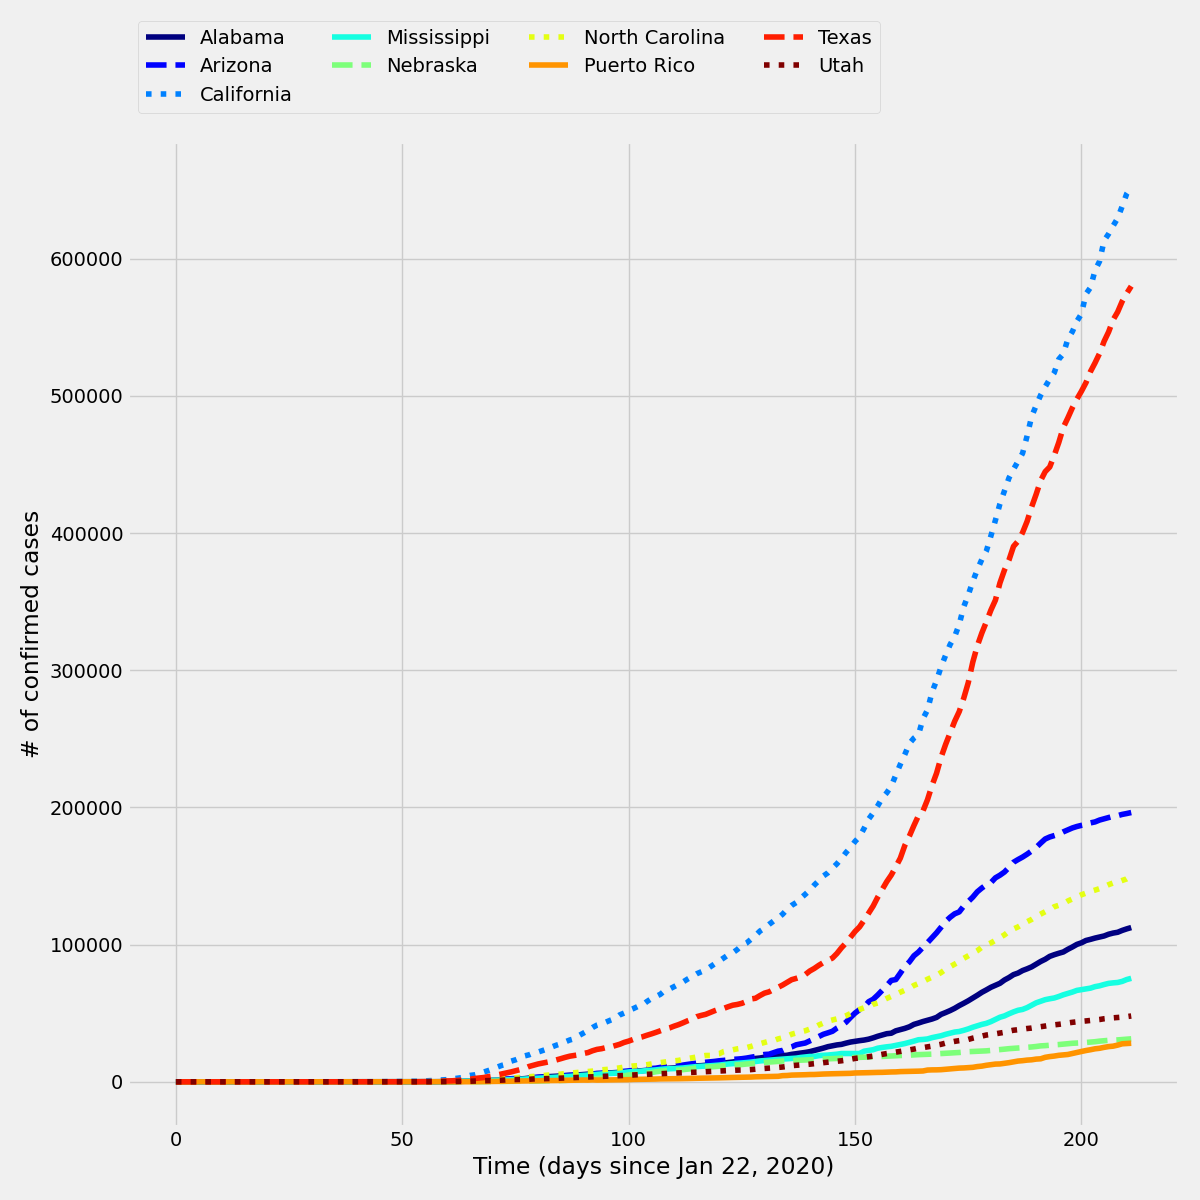 Alabama Mississippi North Carolina Texas
Arizona Nebraska Puerto Rico Utah
California
600000
500000
400000
300000
200000
100000
0
# of confirmed cases
0 50 100 150 200
Time (days since Jan 22, 2020)